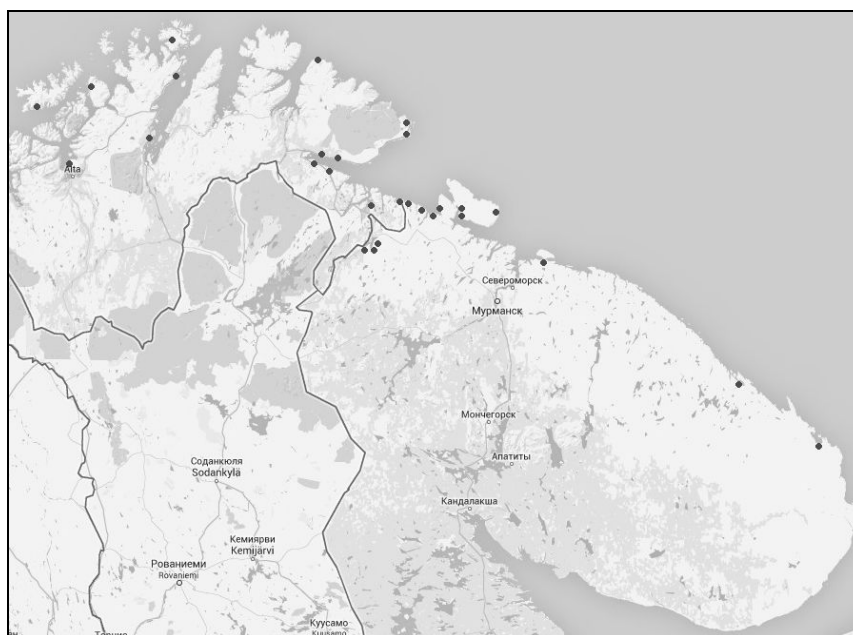 Alta
Североморск
Мурманск
Мончегорск
Апатиты
Соданкюля
Sodankylä
Кандалакша
Кемиярви
Kemijärvi
Рованиеми
Rovaniemi
Куусамо
Kuusamo